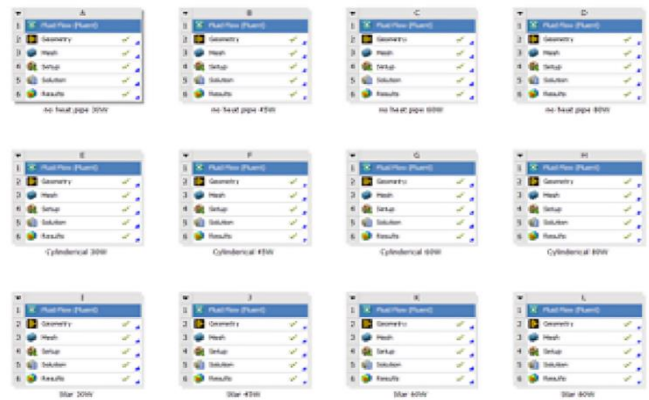 A B C D
1 Fluid Flow (Fluent) 1 Fluid Flow (Fluent) 1 Fluid Flow (Fluent) 1 Fluid Flow (Fluent)
2 Geometry 2 Geometry 2 Geometry 2 Geometry
3 Mesh 3 Mesh 3 Mesh 3 Mesh
4 Setup 4 Setup 4 Setup 4 Setup
5 Solution 5 Solution 5 Solution 5 Solution
6 Results 6 Results 6 Results 6 Results
no heat pipe 30W no heat pipe 45W no heat pipe 60W no heat pipe 80W
E F G H
1 Fluid Flow (Fluent) 1 Fluid Flow (Fluent) 1 Fluid Flow (Fluent) 1 Fluid Flow (Fluent)
2 Geometry 2 Geometry 2 Geometry 2 Geometry
3 Mesh 3 Mesh 3 Mesh 3 Mesh
4 Setup 4 Setup 4 Setup 4 Setup
5 Solution 5 Solution 5 Solution 5 Solution
6 Results 6 Results 6 Results 6 Results
Cylinderical 30W Cylinderical 45W Cylinderical 60W Cylinderical 80W
I J K L
1 Fluid Flow (Fluent) 1 Fluid Flow (Fluent) 1 Fluid Flow (Fluent) 1 Fluid Flow (Fluent)
2 Geometry 2 Geometry 2 Geometry 2 Geometry
3 Mesh 3 Mesh 3 Mesh 3 Mesh
4 Setup 4 Setup 4 Setup 4 Setup
5 Solution 5 Solution 5 Solution 5 Solution
6 Results 6 Results 6 Results 6 Results
Star 30W Star 45W Star 60W Star 80W